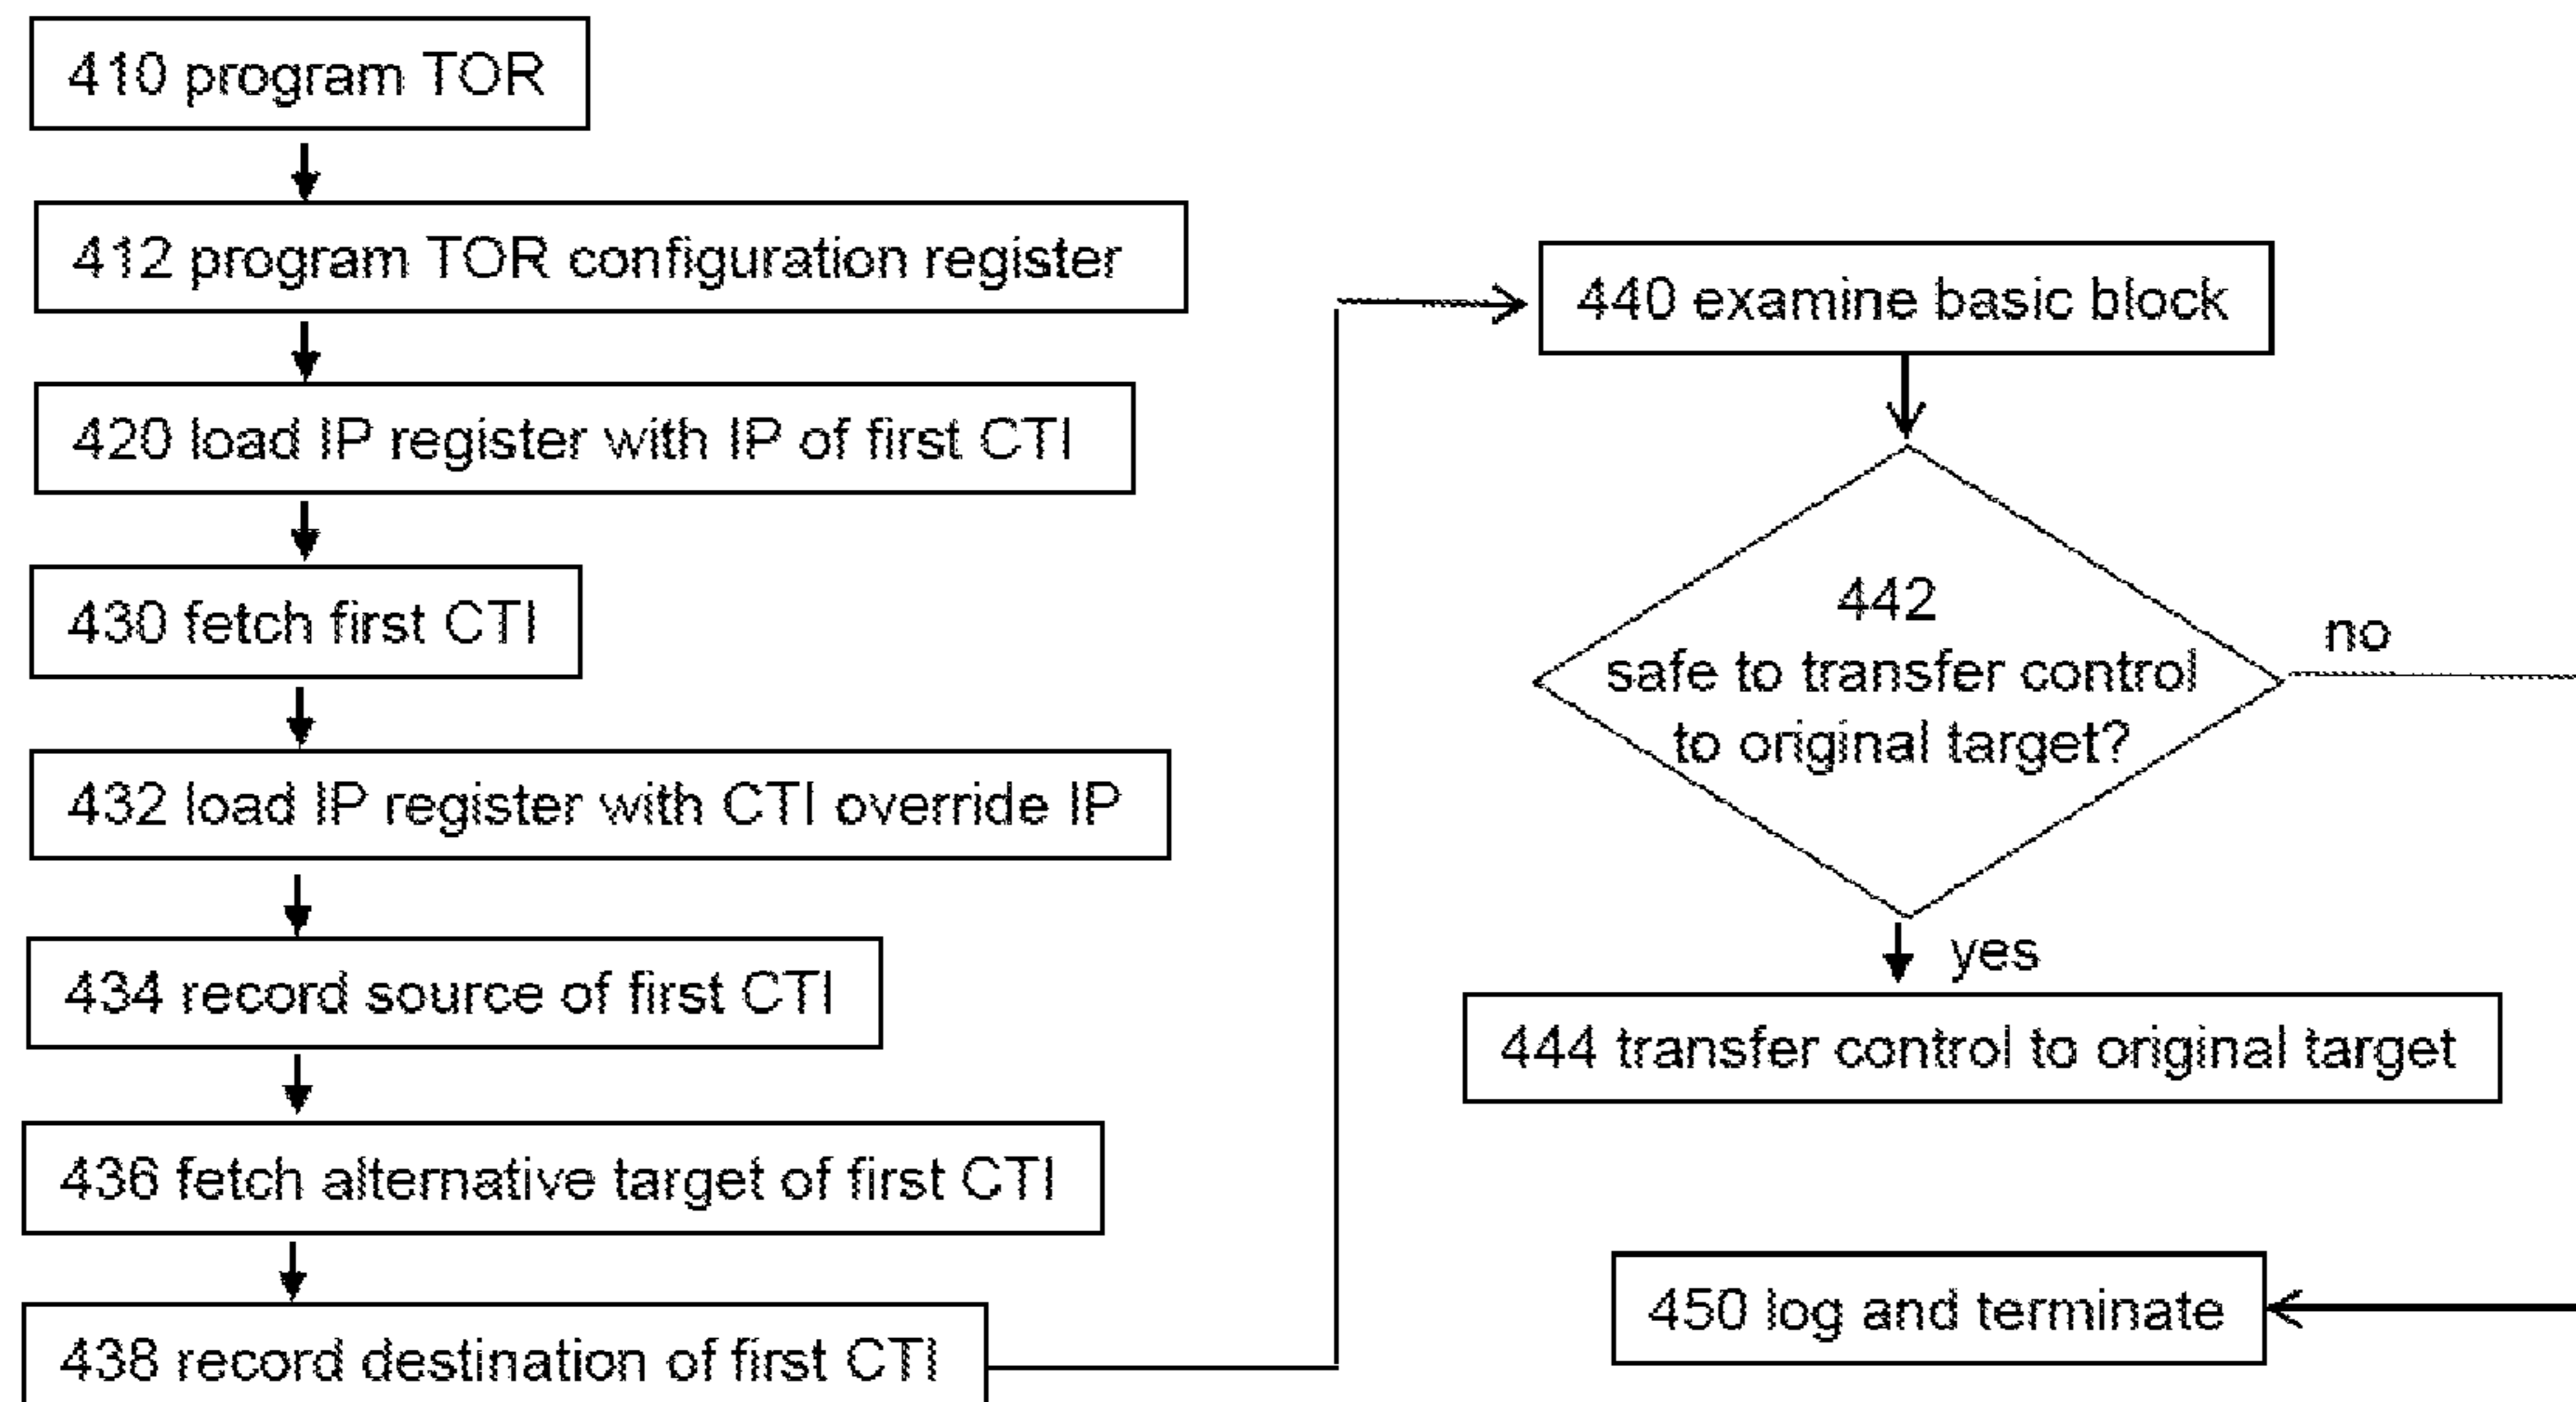 410 program TOR
412 program TOR configuration register
420 load IP register with IP of first CTI
430 fetch first CTI
432 load IP register with CTI override IP
434 record source of first CTI
436 fetch alternative target of first CTI
438 record destination of first CTI
440 examine basic block
442
safe to transfer control
to original target?
no
yes
444 transfer control to original target
450 log and terminate